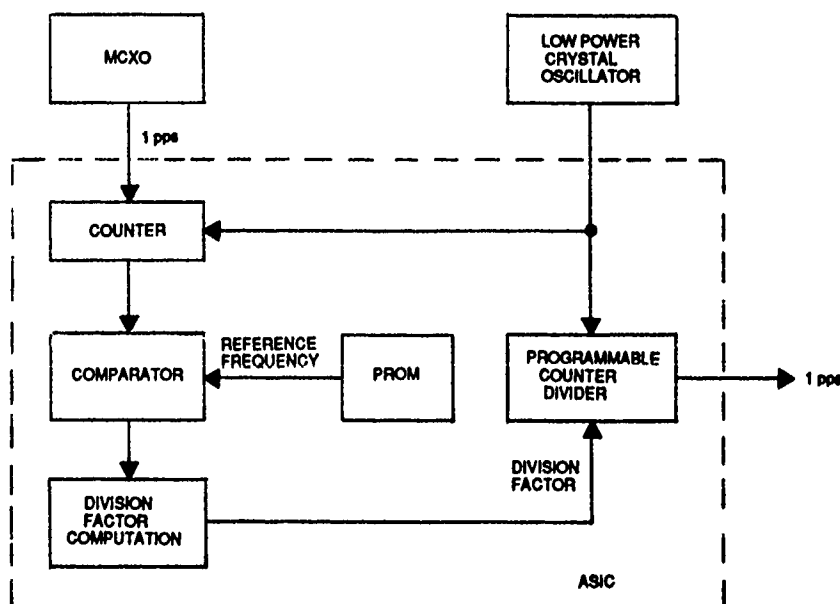 MCXO
LOW POWER
CRYSTAL
OSCILLATOR
1 pps
COUNTER
COMPARATOR
REFERENCE
FREQUENCY
PROM
PROGRAMMABLE
COUNTER
DIVIDER
1 pps
DIVISION
FACTOR
COMPUTATION
DIVISION
FACTOR
ASIC